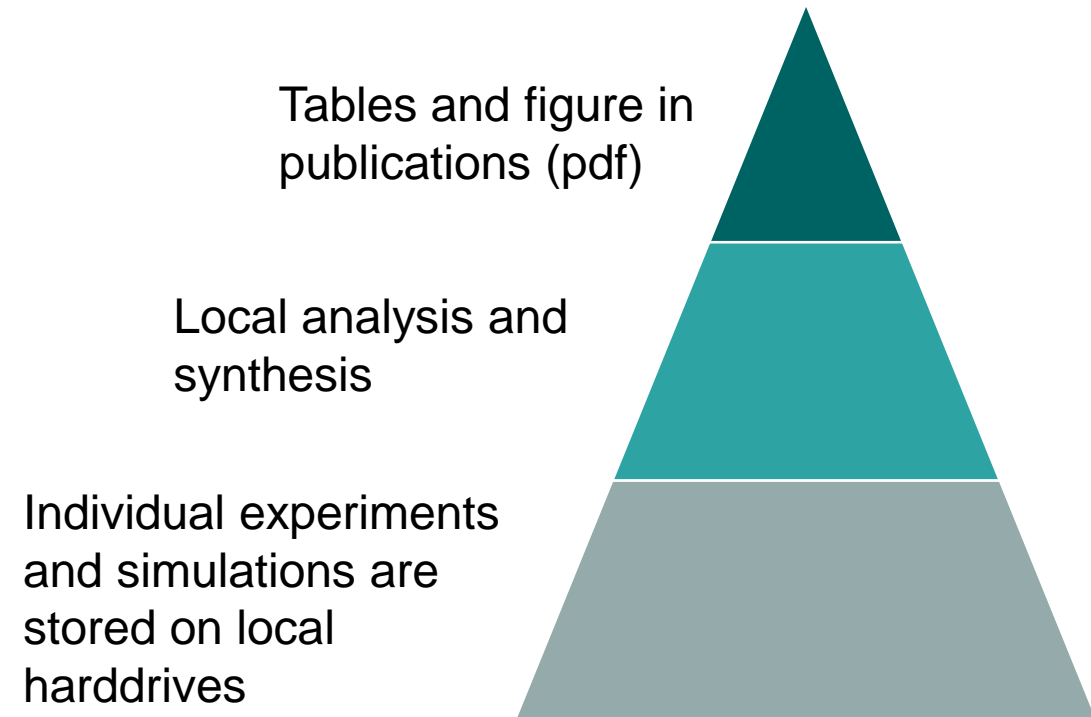 Tables and figure in
publications (pdf)
Local analysis and
synthesis
Individual experiments
and simulations are
stored on local
harddrives